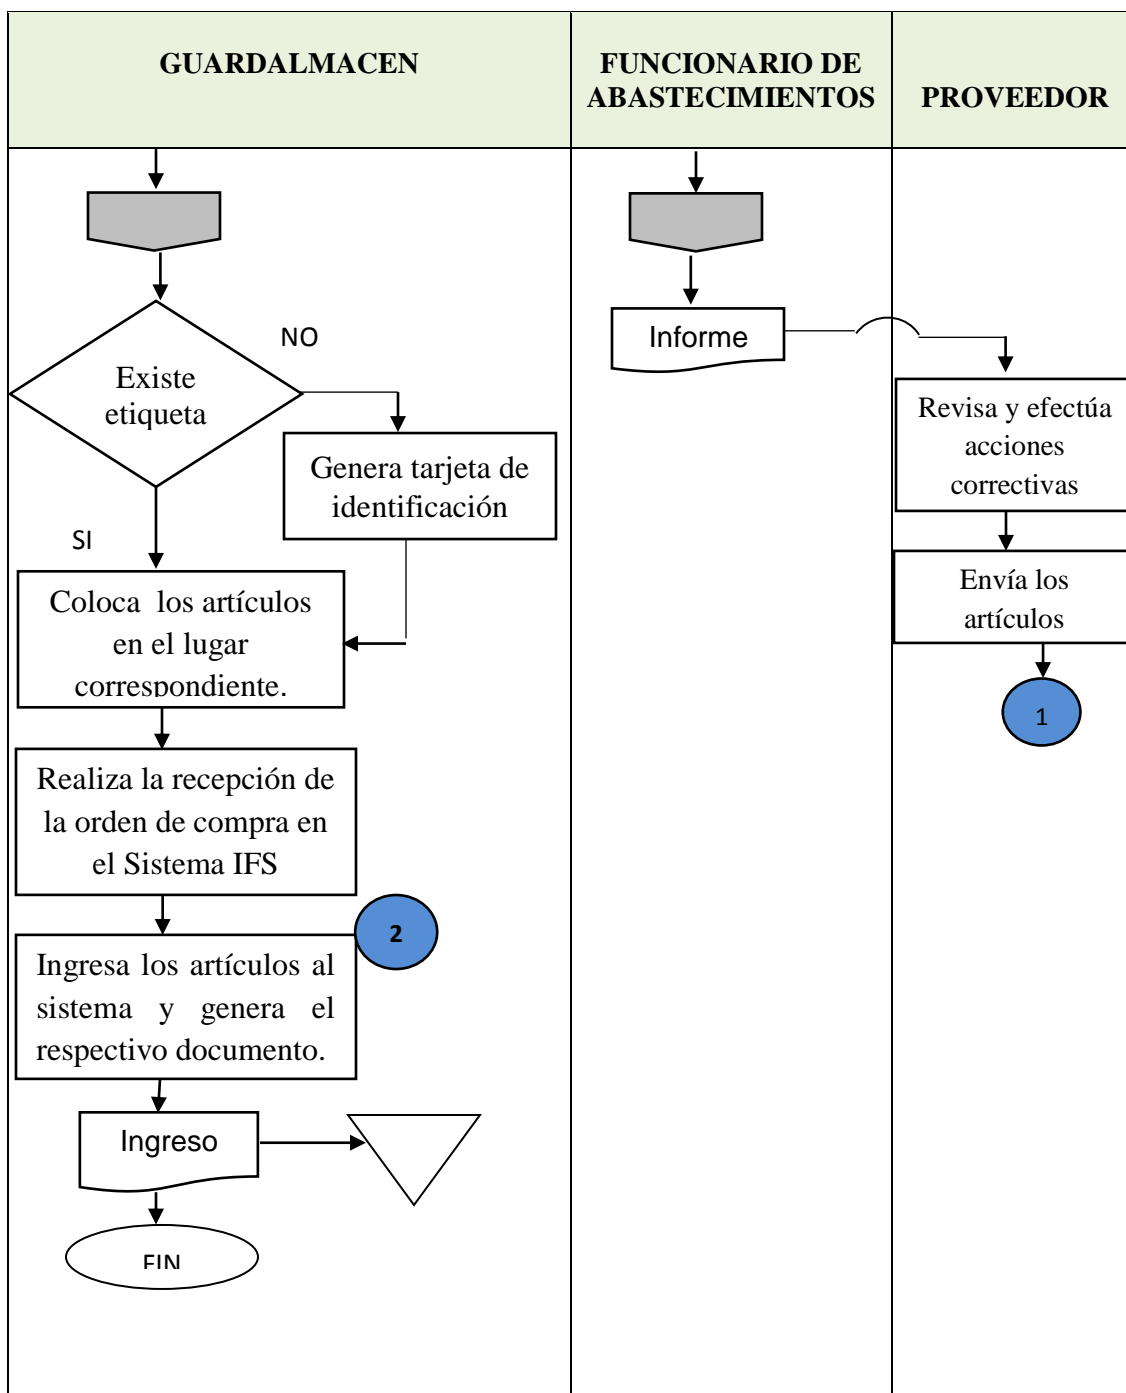 GUARDALMACEN
FUNCIONARIO DE
ABASTECIMIENTOS
PROVEEDOR
NO
Existe
etiqueta
Genera tarjeta de
identificación
SI
Coloca los artículos
en el lugar
correspondiente.
Realiza la recepción de
la orden de compra en
el Sistema IFS
2
Ingresa los artículos al
sistema y genera el
respectivo documento.
Ingreso
FIN
Informe
Revisa y efectúa
acciones
correctivas
Envía los
artículos
1